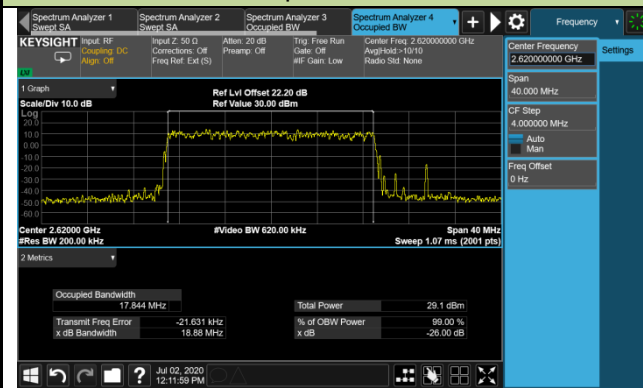 Spectrum Analyzer 1
Swept SA
Spectrum Analyzer 2
Swept SA
Spectrum Analyzer 3
Occupied BW
Spectrum Analyzer 4
Occupied BW
Frequency
KEYSIGHT
Input: RF
Coupling: DC
Align: Off
Input Z: 50 Ω
Corrections: Off
Freq Ref: Ext (S)
Atten: 20 dB
Preamp: Off
Trig: Free Run
Gate: Off
#IF Gain: Low
Center Freq: 2.620000000 GHz
Avg|Hold:>10/10
Radio Std: None
Center Frequency
2.620000000 GHz
Settings
Span
40.000 MHz
CF Step
4.000000 MHz
Auto
Man
Freq Offset
0 Hz
1 Graph
Scale/Div 10.0 dB
Ref Lvl Offset 22.20 dB
Ref Value 30.00 dBm
Log
20.0
10.0
0.00
-10.0
-20.0
-30.0
-40.0
-50.0
-60.0
Center 2.62000 GHz
#Res BW 200.00 kHz
#Video BW 620.00 kHz
Span 40 MHz
Sweep 1.07 ms (2001 pts)
2 Metrics
Occupied Bandwidth
17.844 MHz
Total Power 29.1 dBm
Transmit Freq Error -21.631 kHz
% of OBW Power 99.00 %
x dB Bandwidth 18.88 MHz
x dB -26.00 dB
Jul 02, 2020
12:11:59 PM